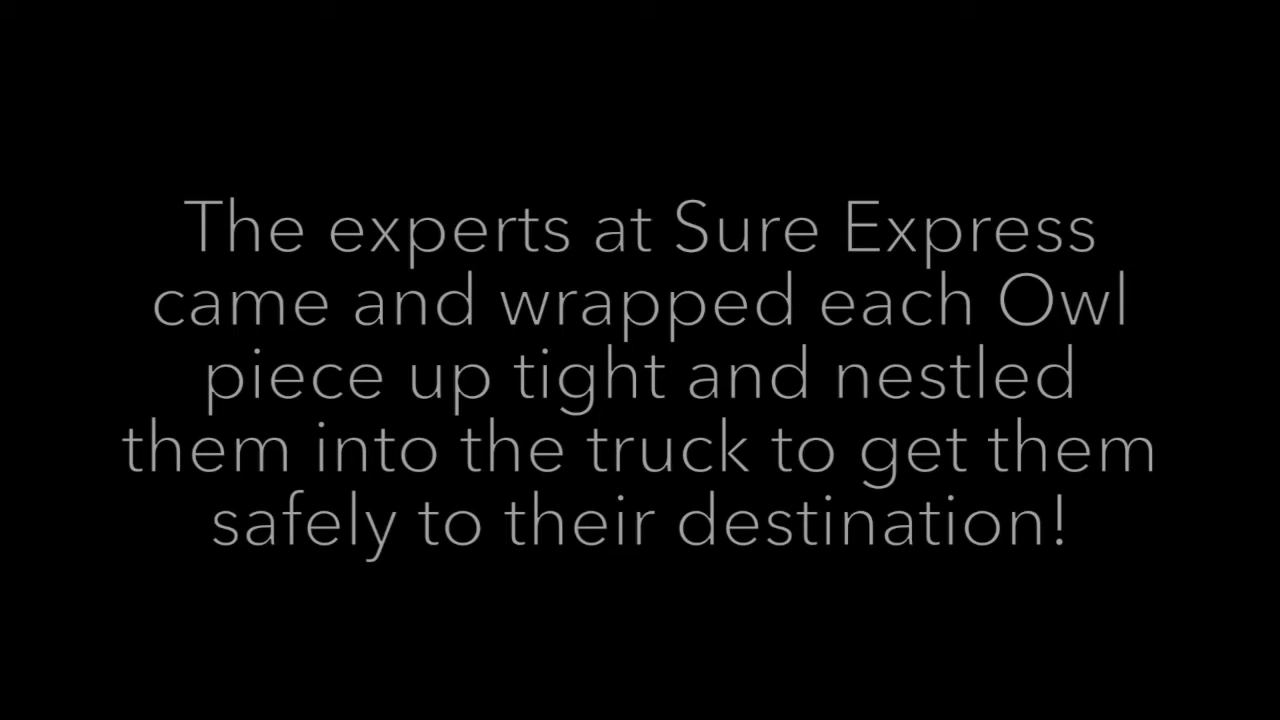 The experts at Sure Express
came and wrapped each Owl
piece up tight and nestled
them into the truck to get them
safely to their destination!